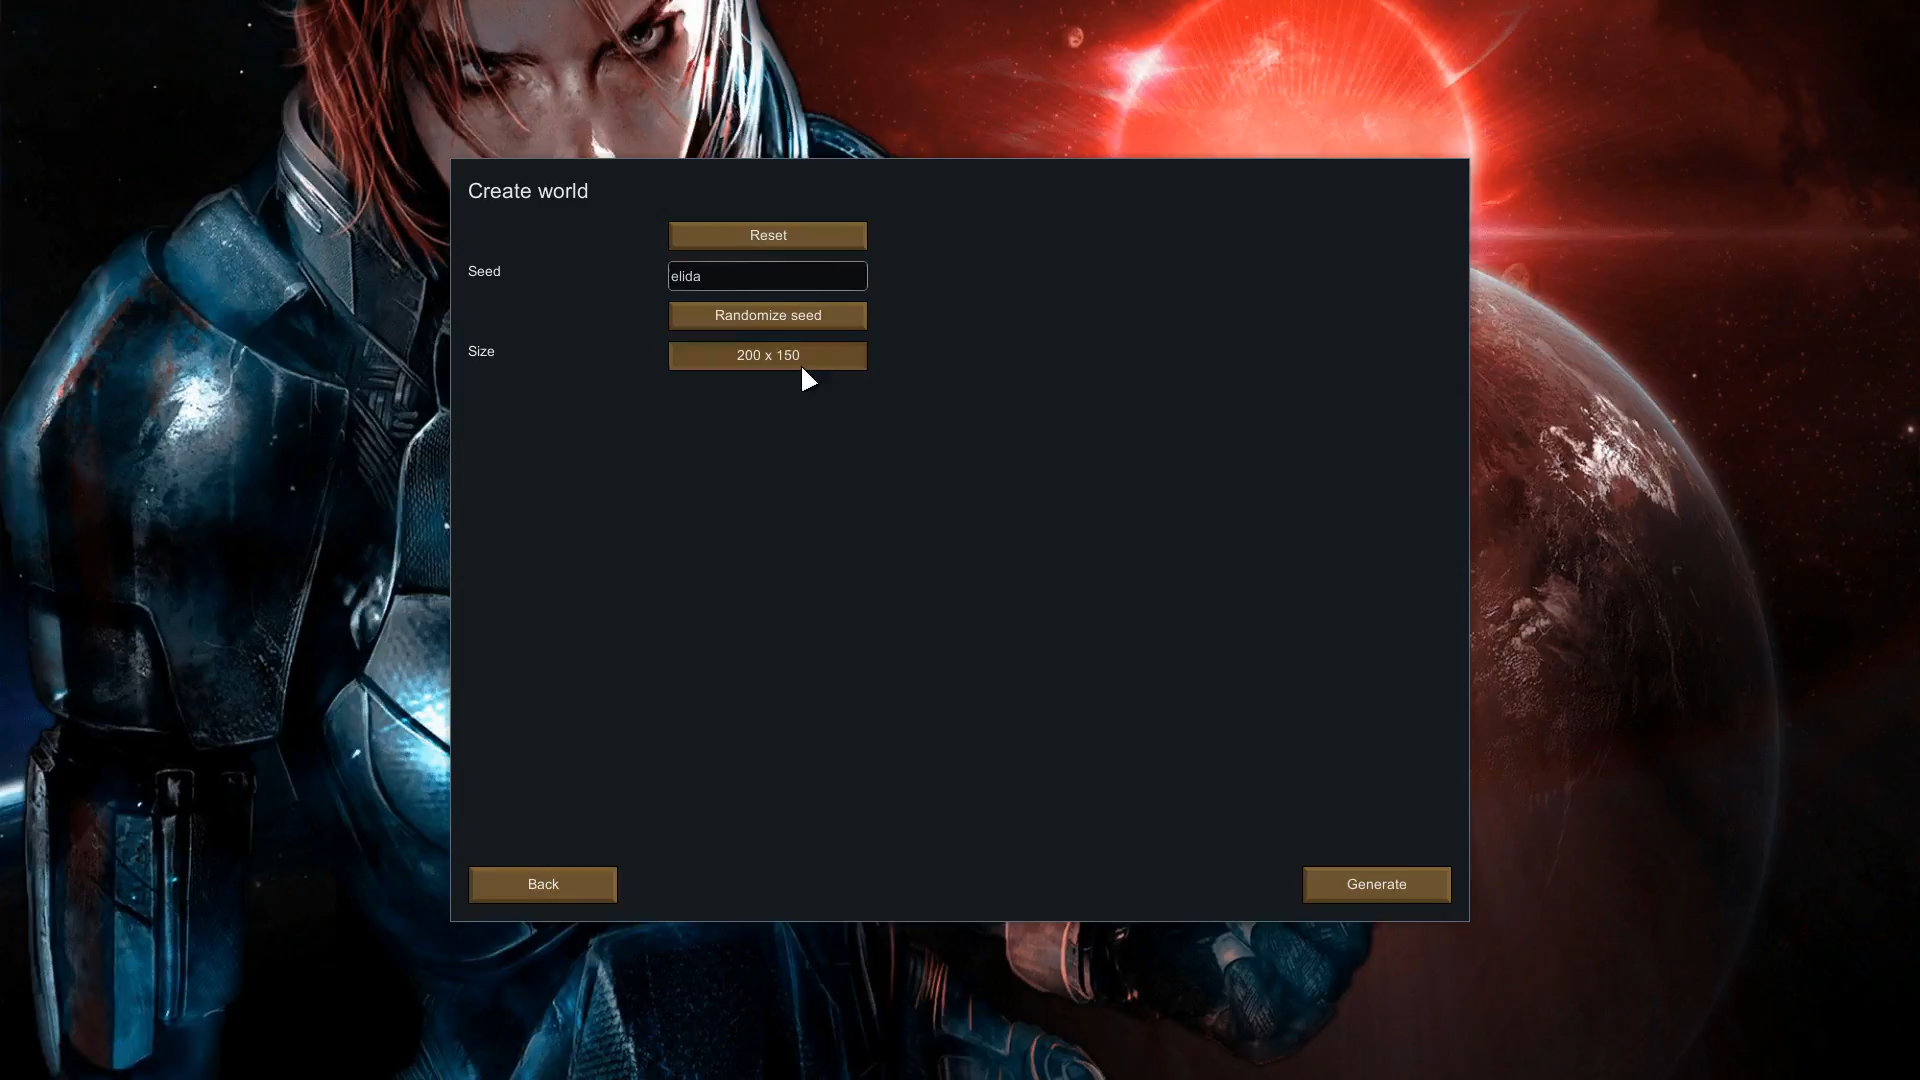 Create world
Reset
Seed
elida
Randomize seed
Size
200 x 150
Back
Generate